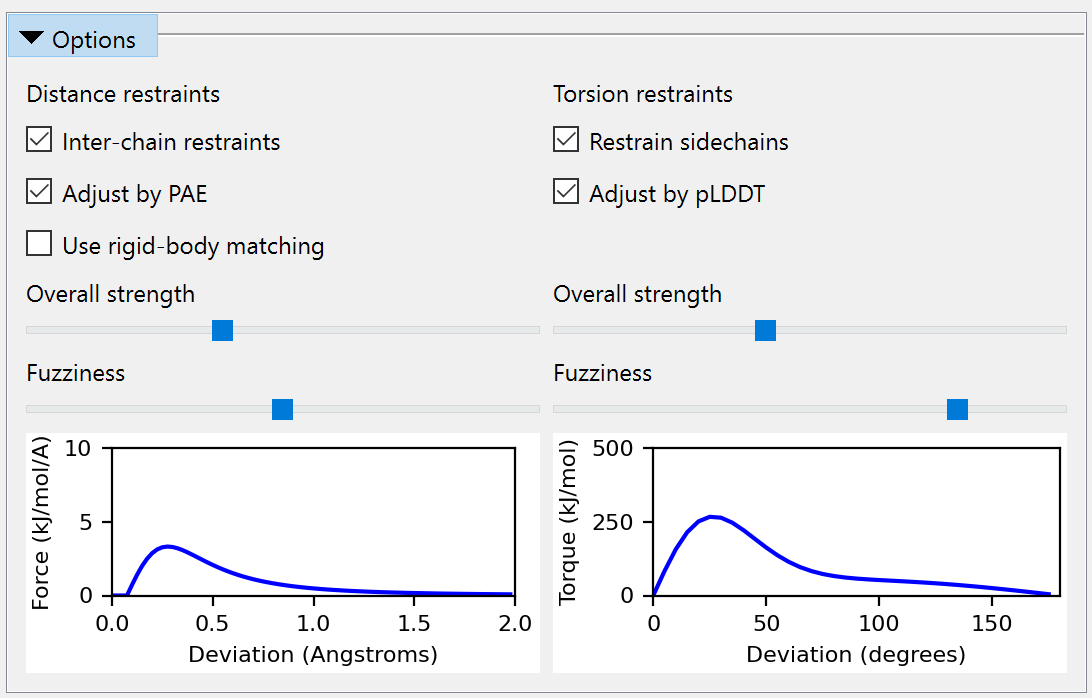 Options
Distance restraints
Inter-chain restraints
Adjust by PAE
Use rigid-body matching
Overall strength
Fuzziness
Force (kJ/mol/A)
10
5
0
0.0 0.5 1.0 1.5 2.0
Deviation (Angstroms)
Torsion restraints
Restrain sidechains
Adjust by pLDDT
Overall strength
Fuzziness
Torque (kJ/mol)
500
250
0
0 50 100 150
Deviation (degrees)